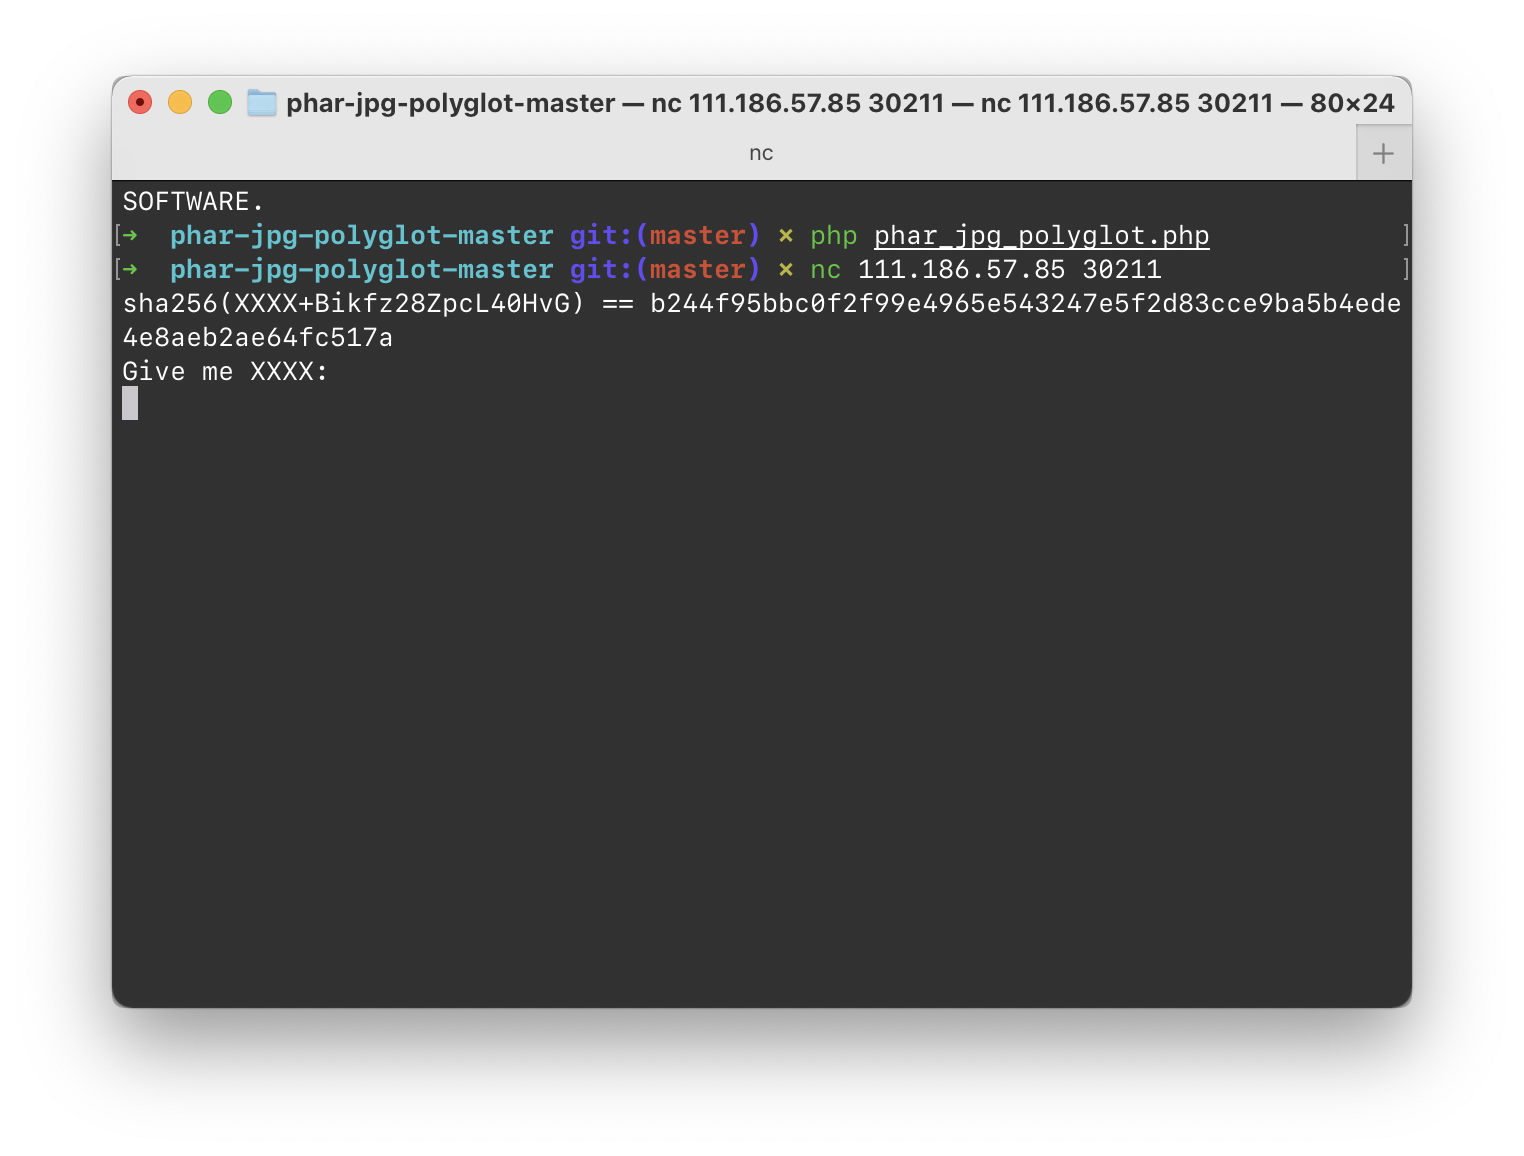 phar-jpg-polyglot-master — nc 111.186.57.85 30211 — nc 111.186.57.85 30211 — 80×24
nc
SOFTWARE.
[➜  phar-jpg-polyglot-master git:(master) × php phar_jpg_polyglot.php ]
[➜  phar-jpg-polyglot-master git:(master) × nc 111.186.57.85 30211 ]
sha256(XXXX+Bikfz28ZpcL40HvG) == b244f95bbc0f2f99e4965e543247e5f2d83cce9ba5b4ede
4e8aeb2ae64fc517a
Give me XXXX: